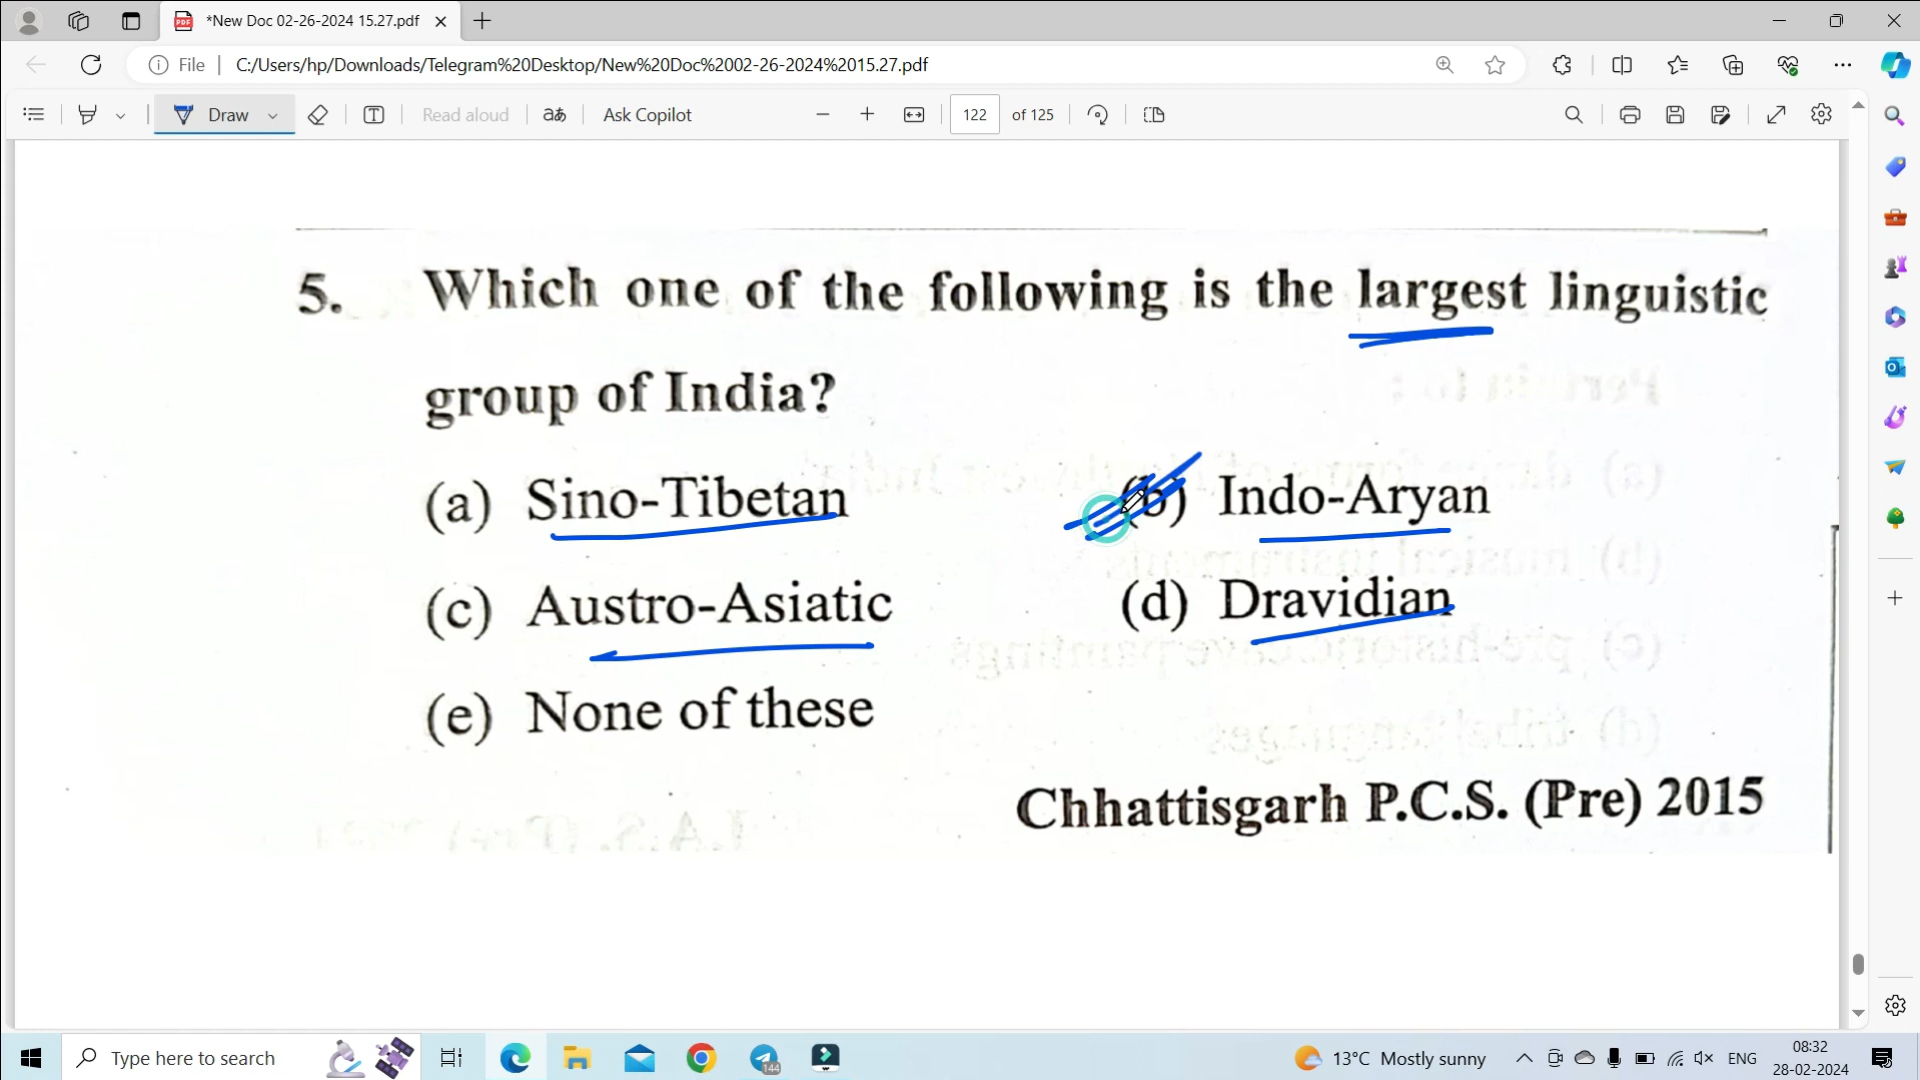 *New Doc 02-26-2024 15.27.pdf
File C:/Users/hp/Downloads/Telegram%20Desktop/New%20Doc%2002-26-2024%2015.27.pdf
Draw Read aloud aあ Ask Copilot 122 of 125
5. Which one of the following is the largest linguistic
group of India?
(a) Sino-Tibetan (b) Indo-Aryan
(c) Austro-Asiatic (d) Dravidian
(e) None of these
Chhattisgarh P.C.S. (Pre) 2015
Type here to search 144 13°C Mostly sunny ENG 08:32
28-02-2024